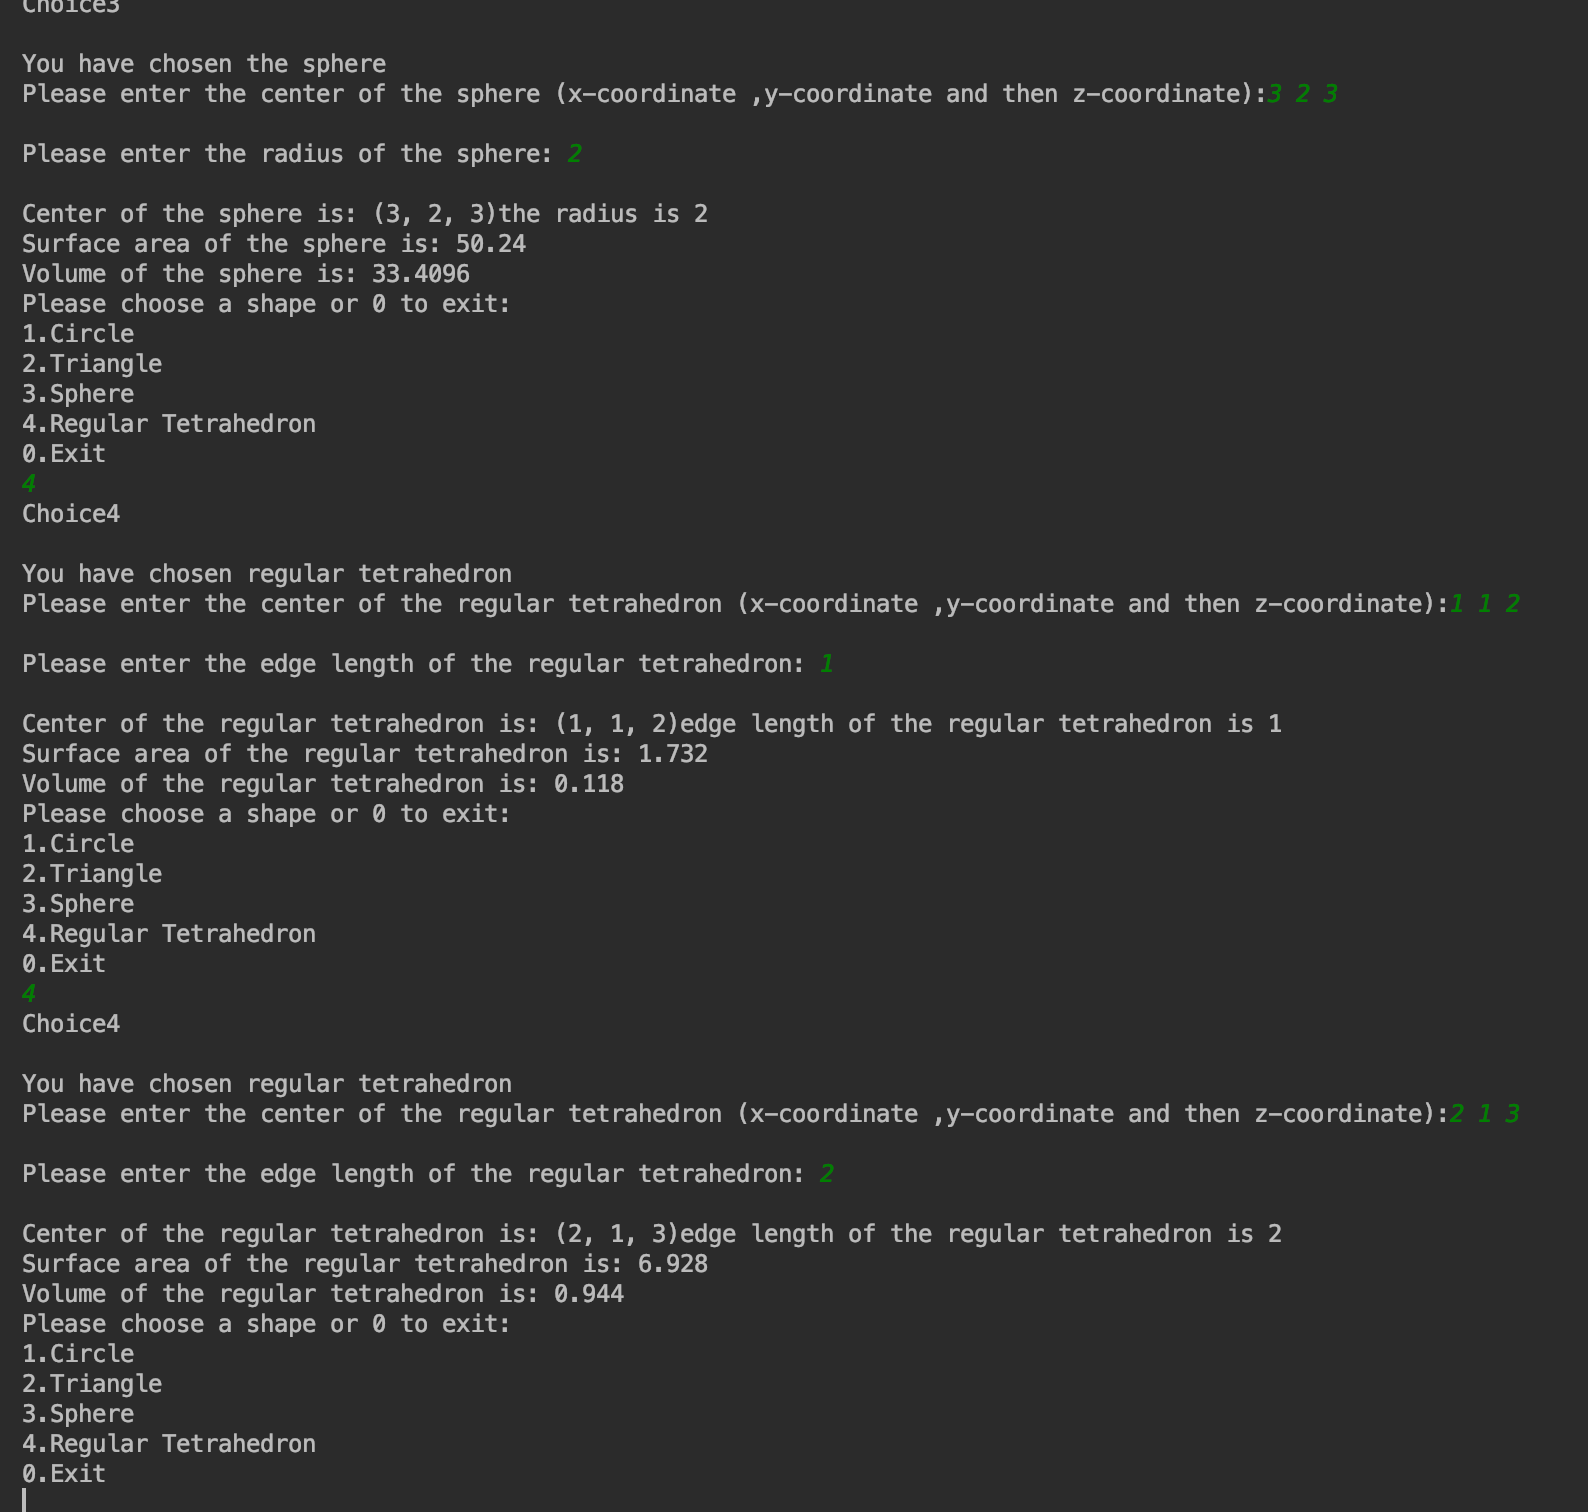 Choice3
You have chosen the sphere
Please enter the center of the sphere (x-coordinate ,y-coordinate and then z-coordinate):3 2 3
Please enter the radius of the sphere: 2
Center of the sphere is: (3, 2, 3)the radius is 2
Surface area of the sphere is: 50.24
Volume of the sphere is: 33.4096
Please choose a shape or 0 to exit:
1.Circle
2.Triangle
3.Sphere
4.Regular Tetrahedron
0.Exit
4
Choice4
You have chosen regular tetrahedron
Please enter the center of the regular tetrahedron (x-coordinate ,y-coordinate and then z-coordinate):1 1 2
Please enter the edge length of the regular tetrahedron: 1
Center of the regular tetrahedron is: (1, 1, 2)edge length of the regular tetrahedron is 1
Surface area of the regular tetrahedron is: 1.732
Volume of the regular tetrahedron is: 0.118
Please choose a shape or 0 to exit:
1.Circle
2.Triangle
3.Sphere
4.Regular Tetrahedron
0.Exit
4
Choice4
You have chosen regular tetrahedron
Please enter the center of the regular tetrahedron (x-coordinate ,y-coordinate and then z-coordinate):2 1 3
Please enter the edge length of the regular tetrahedron: 2
Center of the regular tetrahedron is: (2, 1, 3)edge length of the regular tetrahedron is 2
Surface area of the regular tetrahedron is: 6.928
Volume of the regular tetrahedron is: 0.944
Please choose a shape or 0 to exit:
1.Circle
2.Triangle
3.Sphere
4.Regular Tetrahedron
0.Exit